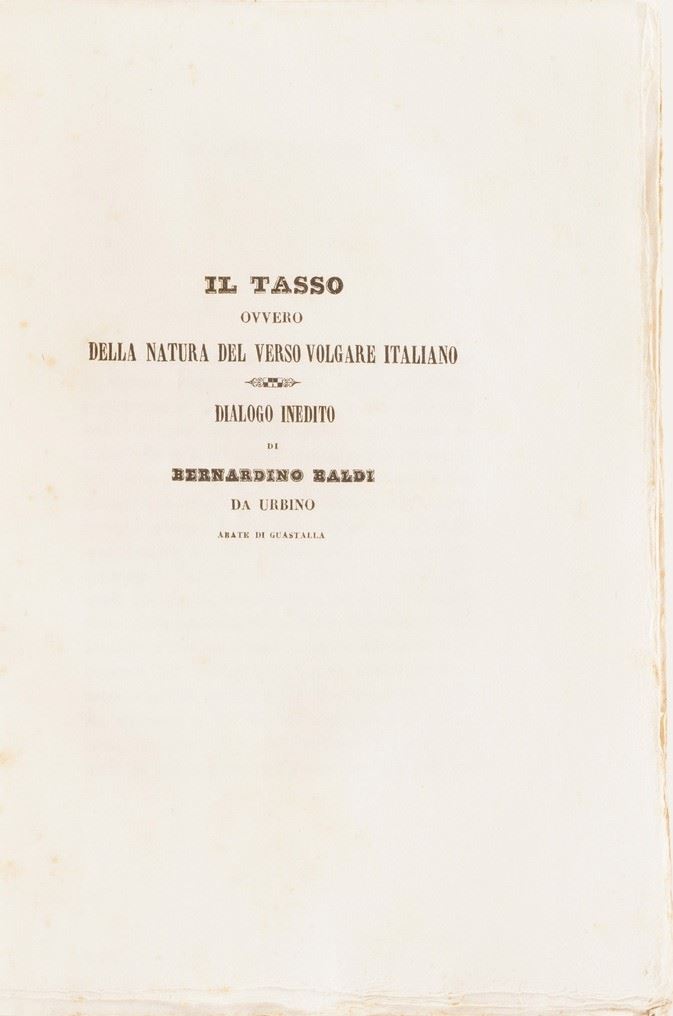 IL TASSO
OVVERO
DELLA NATURA DEL VERSO VOLGARE ITALIANO
DIALOGO INEDITO
DI
BERNARDINO BALDI
DA URBINO
ABATE DI GUASTALLA